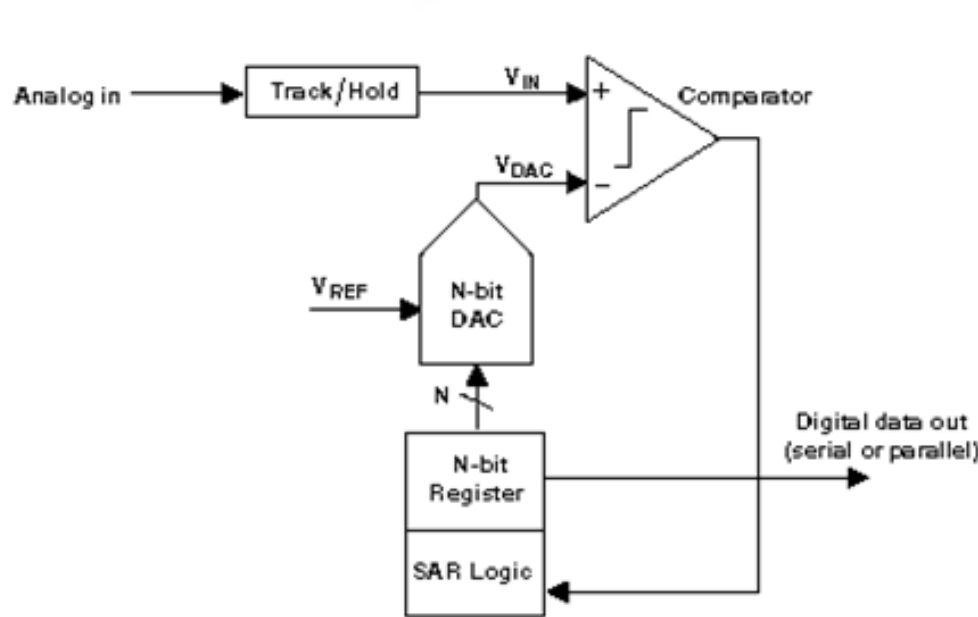 Analog in
Track/Hold
VIN
+
Comparator
VDAC
−
VREF
N-bit
DAC
N
Digital data out
(serial or parallel)
N-bit
Register
SAR Logic